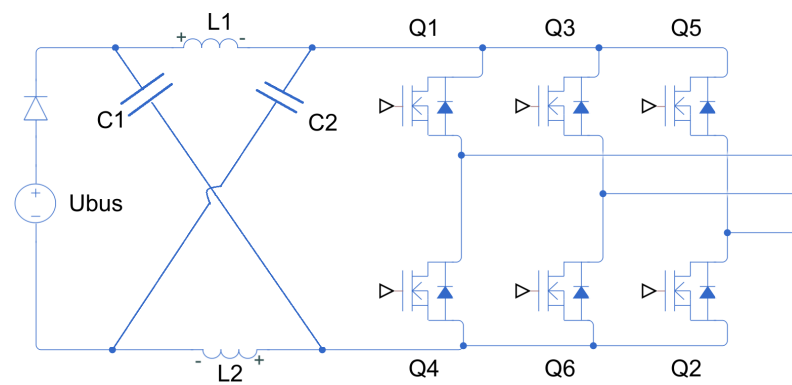 L1
Q1
Q3
Q5
+
-
C1
C2
+
-
Ubus
-
+
L2
Q4
Q6
Q2